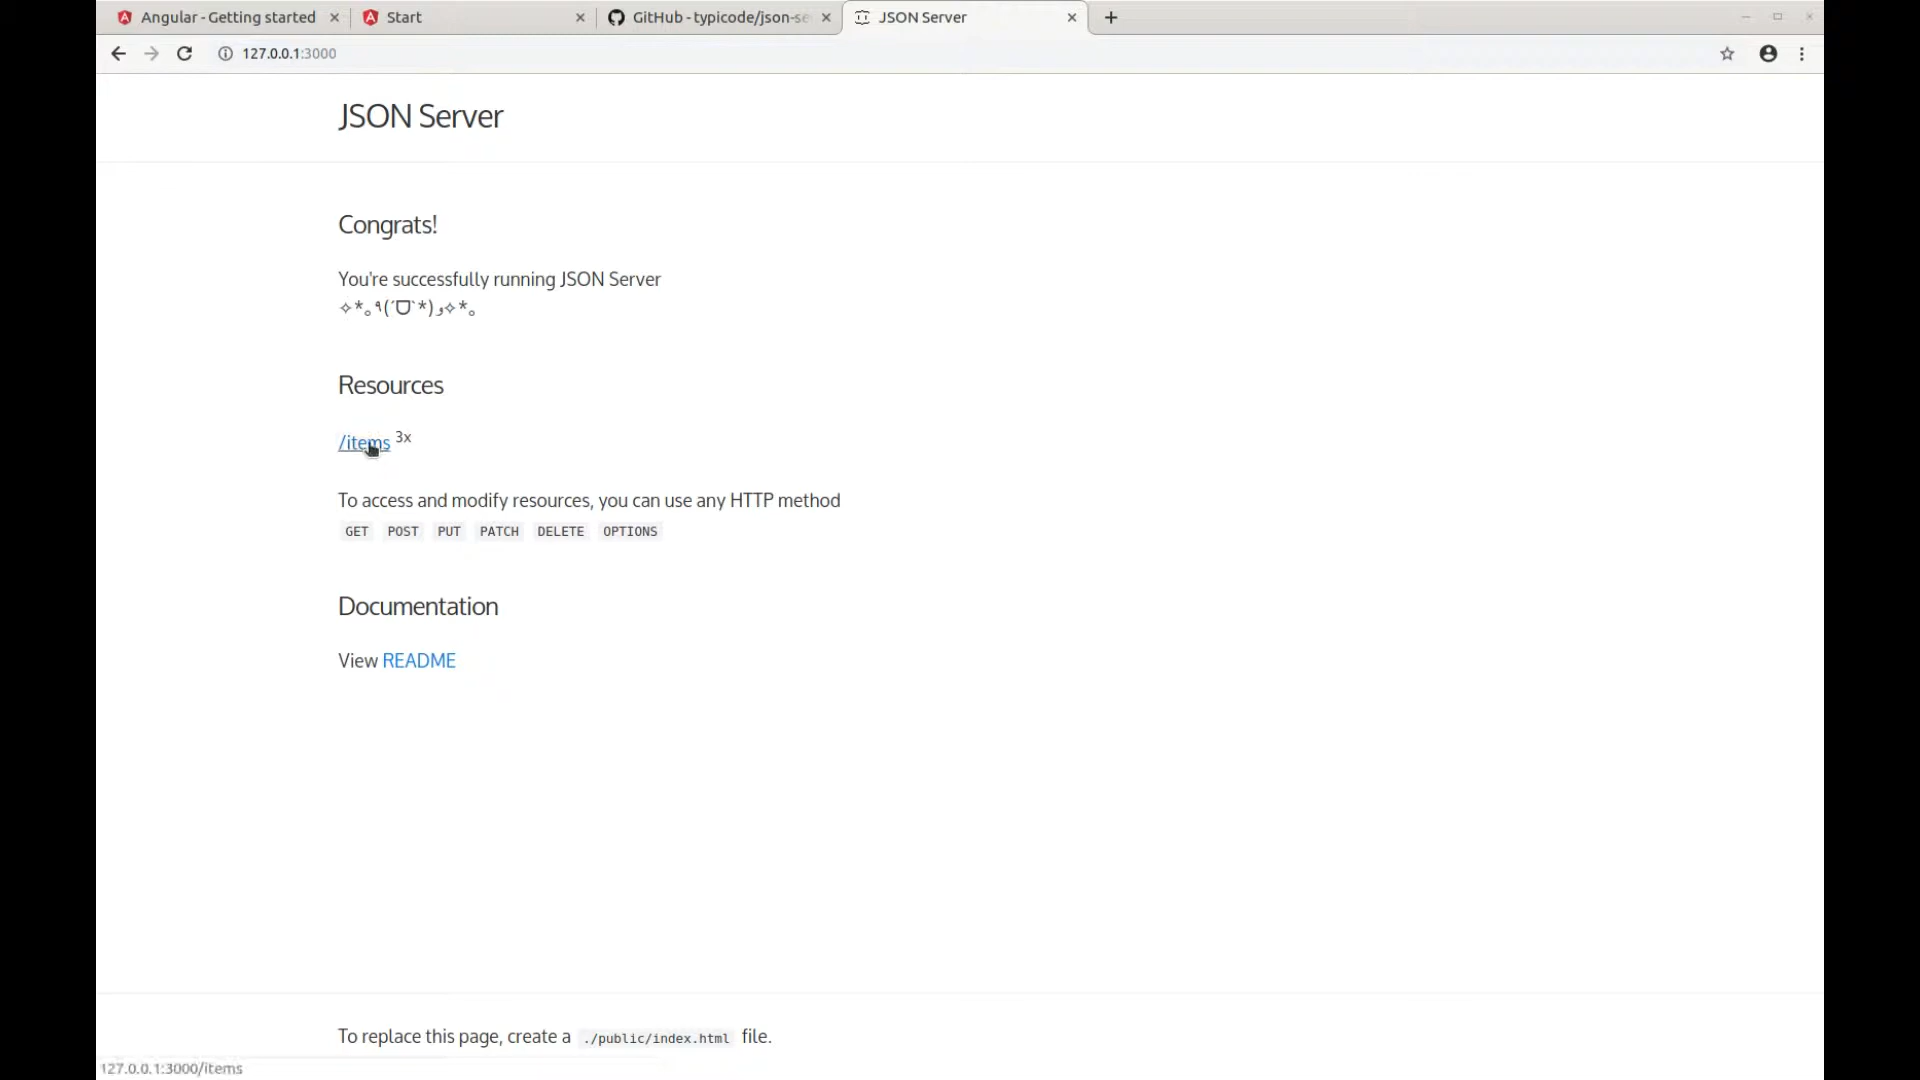 Angular - Getting started
Start
GitHub - typicode/json-se
JSON Server
127.0.0.1:3000
JSON Server
Congrats!
You're successfully running JSON Server
✧*｡٩(ˊᗜˋ*)و✧*｡
Resources
/items 3x
To access and modify resources, you can use any HTTP method
GET POST PUT PATCH DELETE OPTIONS
Documentation
View README
To replace this page, create a ./public/index.html file.
127.0.0.1:3000/items